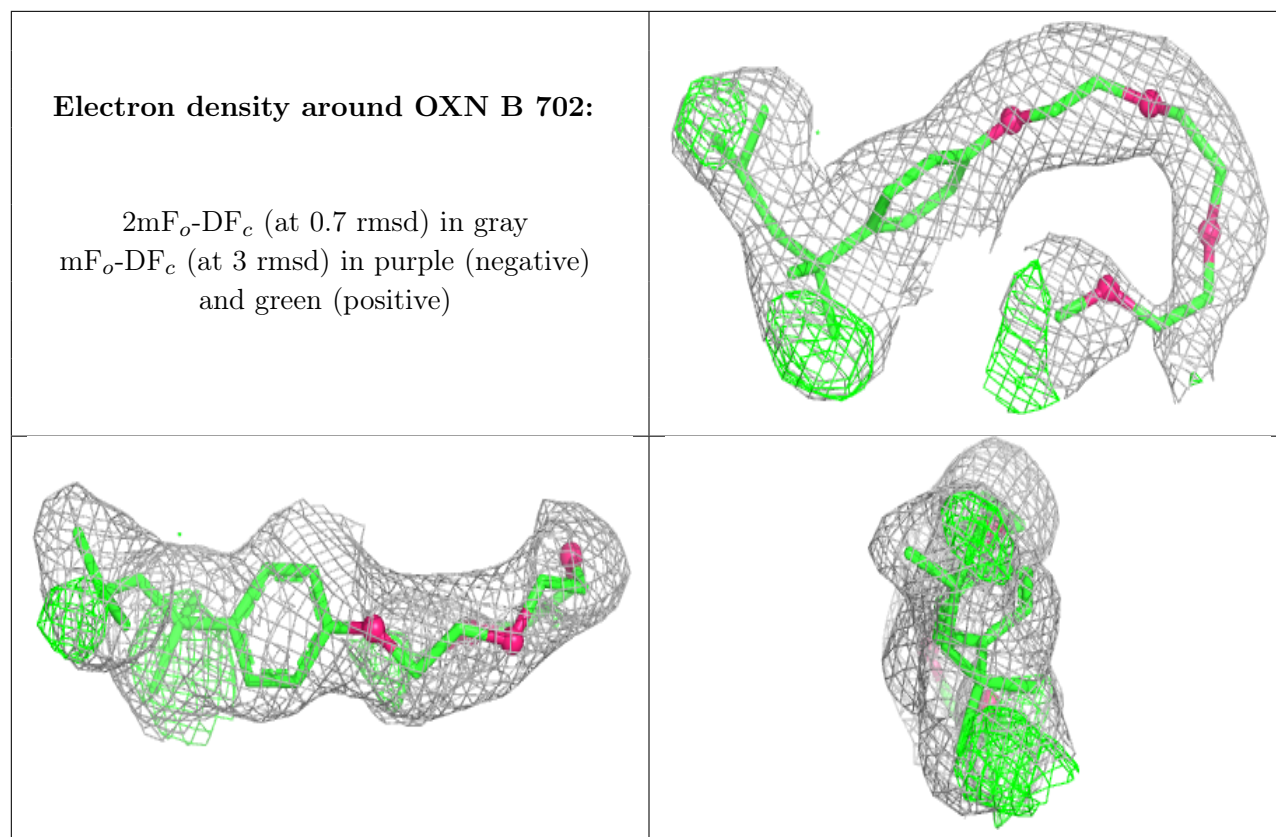 Electron density around OXN B 702:
2mFₒ-DF𝒸 (at 0.7 rmsd) in gray
mFₒ-DF𝒸 (at 3 rmsd) in purple (negative)
and green (positive)